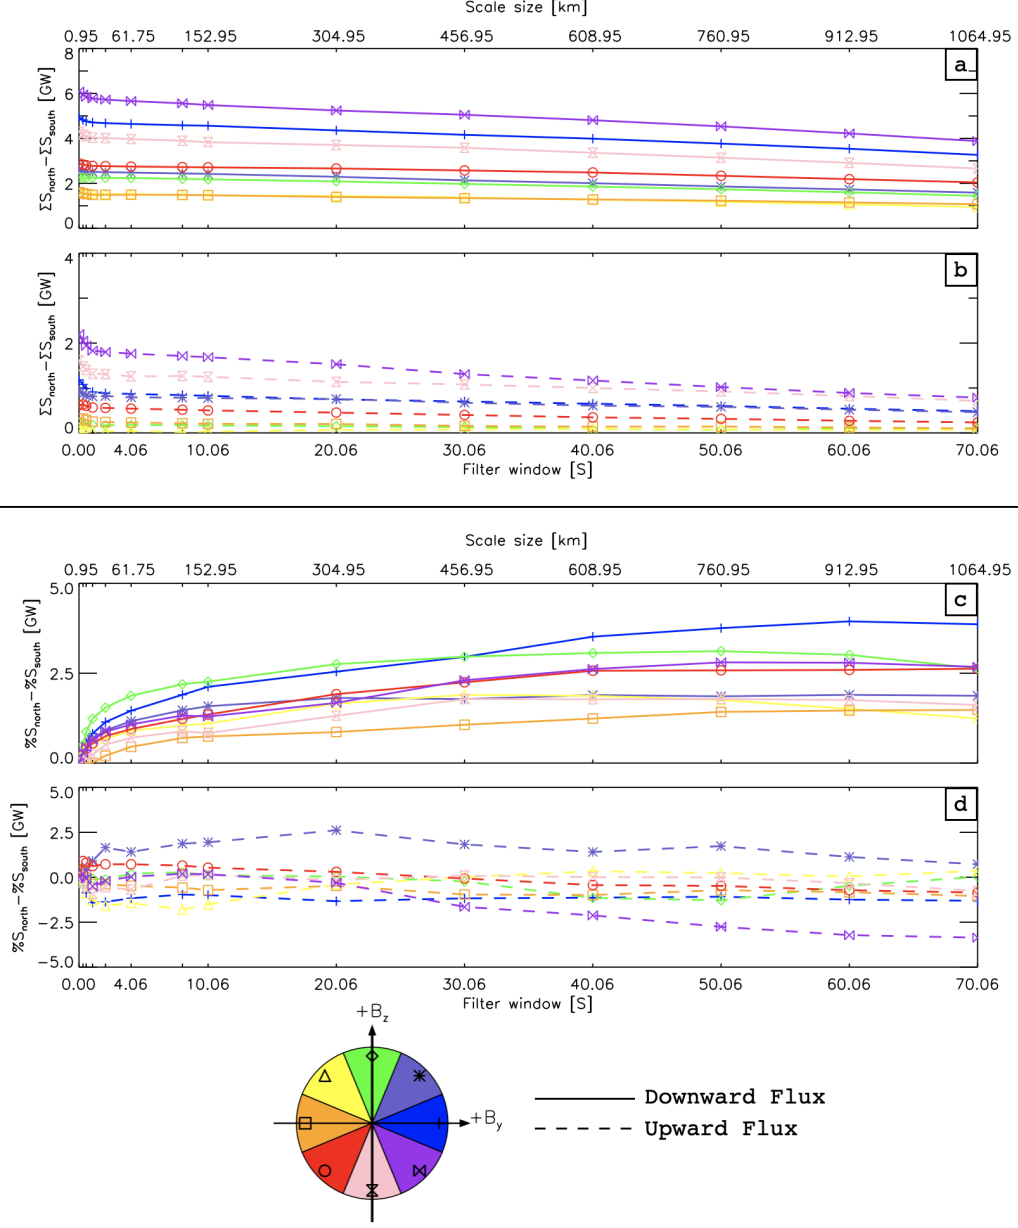 Scale size [km]
0.95 61.75 152.95 304.95 456.95 608.95 760.95 912.95 1064.95
8
6
4
2
0
ΣS_north−ΣS_south [GW]
a
4
2
0
ΣS_north−ΣS_south [GW]
b
0.00 4.06 10.06 20.06 30.06 40.06 50.06 60.06 70.06
Filter window [S]
Scale size [km]
0.95 61.75 152.95 304.95 456.95 608.95 760.95 912.95 1064.95
5.0
2.5
0.0
%S_north−%S_south [GW]
c
5.0
2.5
0.0
−2.5
−5.0
%S_north−%S_south [GW]
d
0.00 4.06 10.06 20.06 30.06 40.06 50.06 60.06 70.06
Filter window [S]
+B_z
+B_y
Downward Flux
Upward Flux